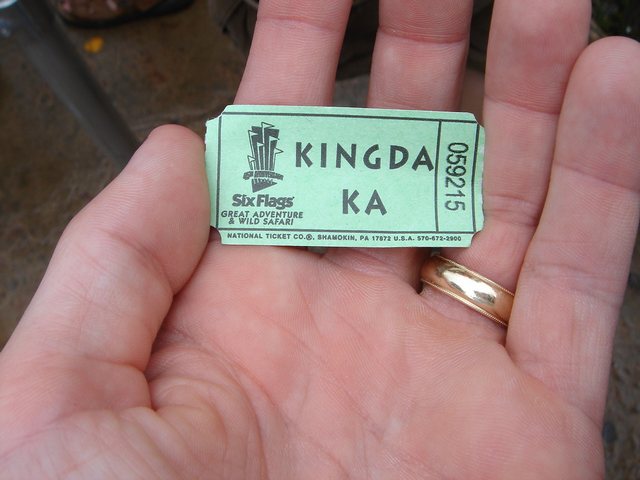 KINGDA
KA
059215
Six Flags®
GREAT ADVENTURE
& WILD SAFARI
NATIONAL TICKET CO.®, SHAMOKIN, PA 17872 U.S.A. 570-672-2900